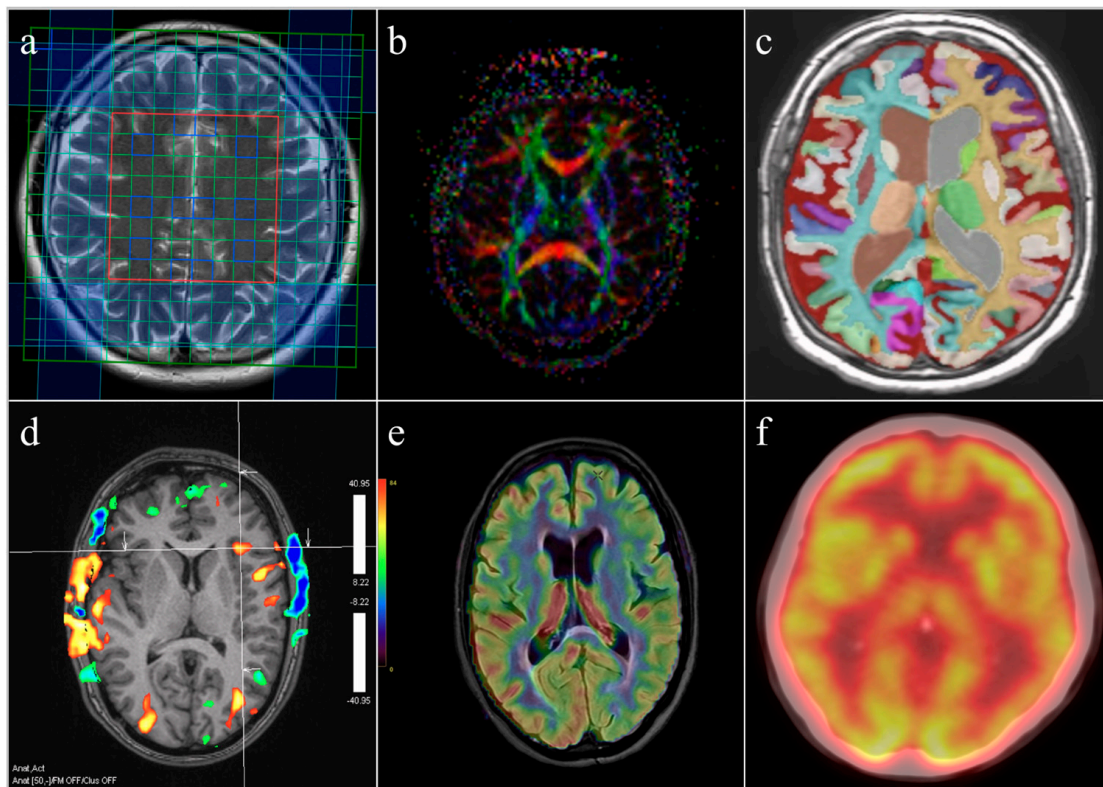 a
b
c
d
40.95
8.22
-8.22
-40.95
Anat,Act
Anat [50,-]/FM OFF/Clus OFF
84
0
e
f